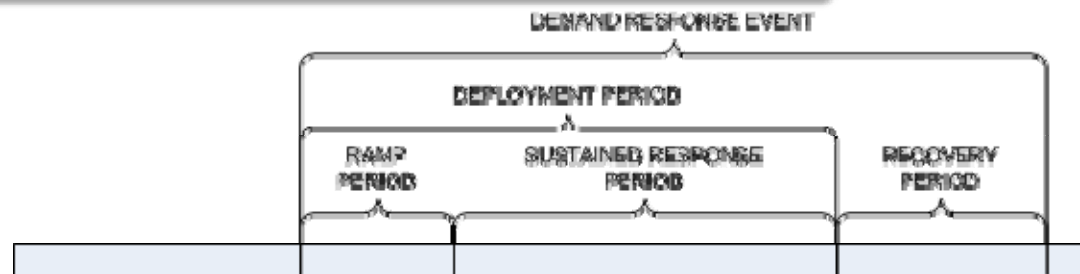 DEMAND RESPONSE EVENT
DEPLOYMENT PERIOD
RAMP
PERIOD
SUSTAINED RESPONSE
PERIOD
RECOVERY
PERIOD